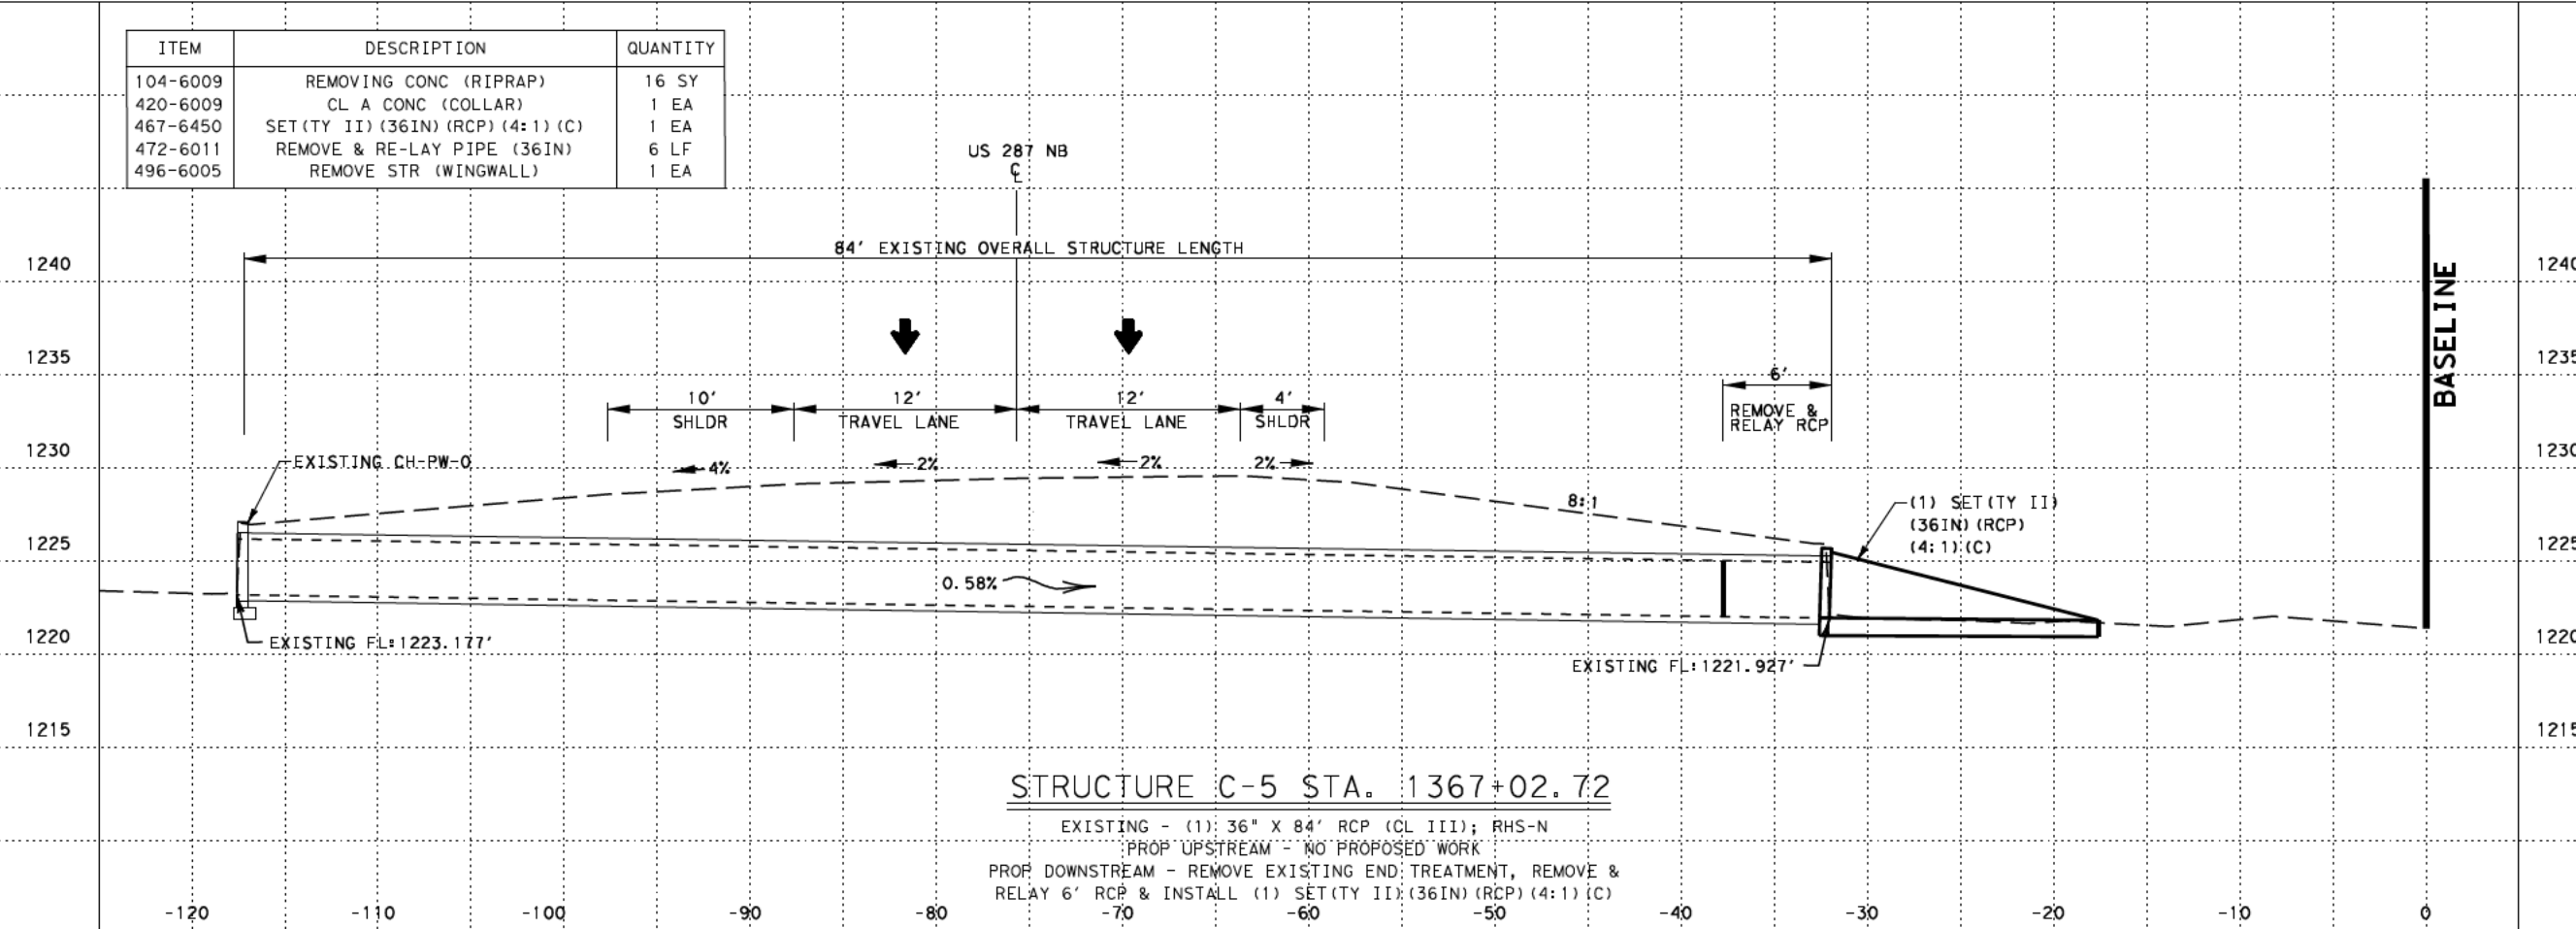 ITEM DESCRIPTION QUANTITY
104-6009 REMOVING CONC (RIPRAP) 16 SY
420-6009 CL A CONC (COLLAR) 1 EA
467-6450 SET(TY II)(36IN)(RCP)(4:1)(C) 1 EA
472-6011 REMOVE & RE-LAY PIPE (36IN) 6 LF
496-6005 REMOVE STR (WINGWALL) 1 EA
US 287 NB
℄
84' EXISTING OVERALL STRUCTURE LENGTH
1240 1240
BASELINE
1235 1235
6'
REMOVE &
RELAY RCP
10' 12' 12' 4'
SHLDR TRAVEL LANE TRAVEL LANE SHLDR
1230 1230
EXISTING CH-PW-0
4% 2% 2% 2%
8:1
(1) SET(TY II)
(36IN)(RCP)
(4:1)(C)
1225 1225
0.58%
1220 1220
EXISTING FL:1223.177'
EXISTING FL:1221.927'
1215 1215
STRUCTURE C-5 STA. 1367+02.72
EXISTING - (1) 36" X 84' RCP (CL III); RHS-N
PROP UPSTREAM - NO PROPOSED WORK
PROP DOWNSTREAM - REMOVE EXISTING END TREATMENT, REMOVE &
RELAY 6' RCP & INSTALL (1) SET(TY II)(36IN)(RCP)(4:1)(C)
-120 -110 -100 -90 -80 -70 -60 -50 -40 -30 -20 -10 0